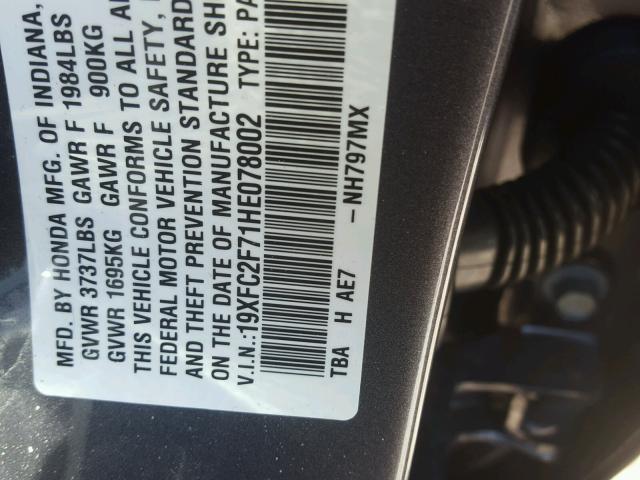 MFD. BY HONDA MFG. OF INDIANA,
GVWR 3737LBS GAWR F 1984LBS
GVWR 1695KG GAWR F 900KG
THIS VEHICLE CONFORMS TO ALL
FEDERAL MOTOR VEHICLE SAFETY,
AND THEFT PREVENTION STANDARD
ON THE DATE OF MANUFACTURE SH
V.I.N.:19XFC2F71HE078002 TYPE: PA
TBA H AE7 -NH797MX